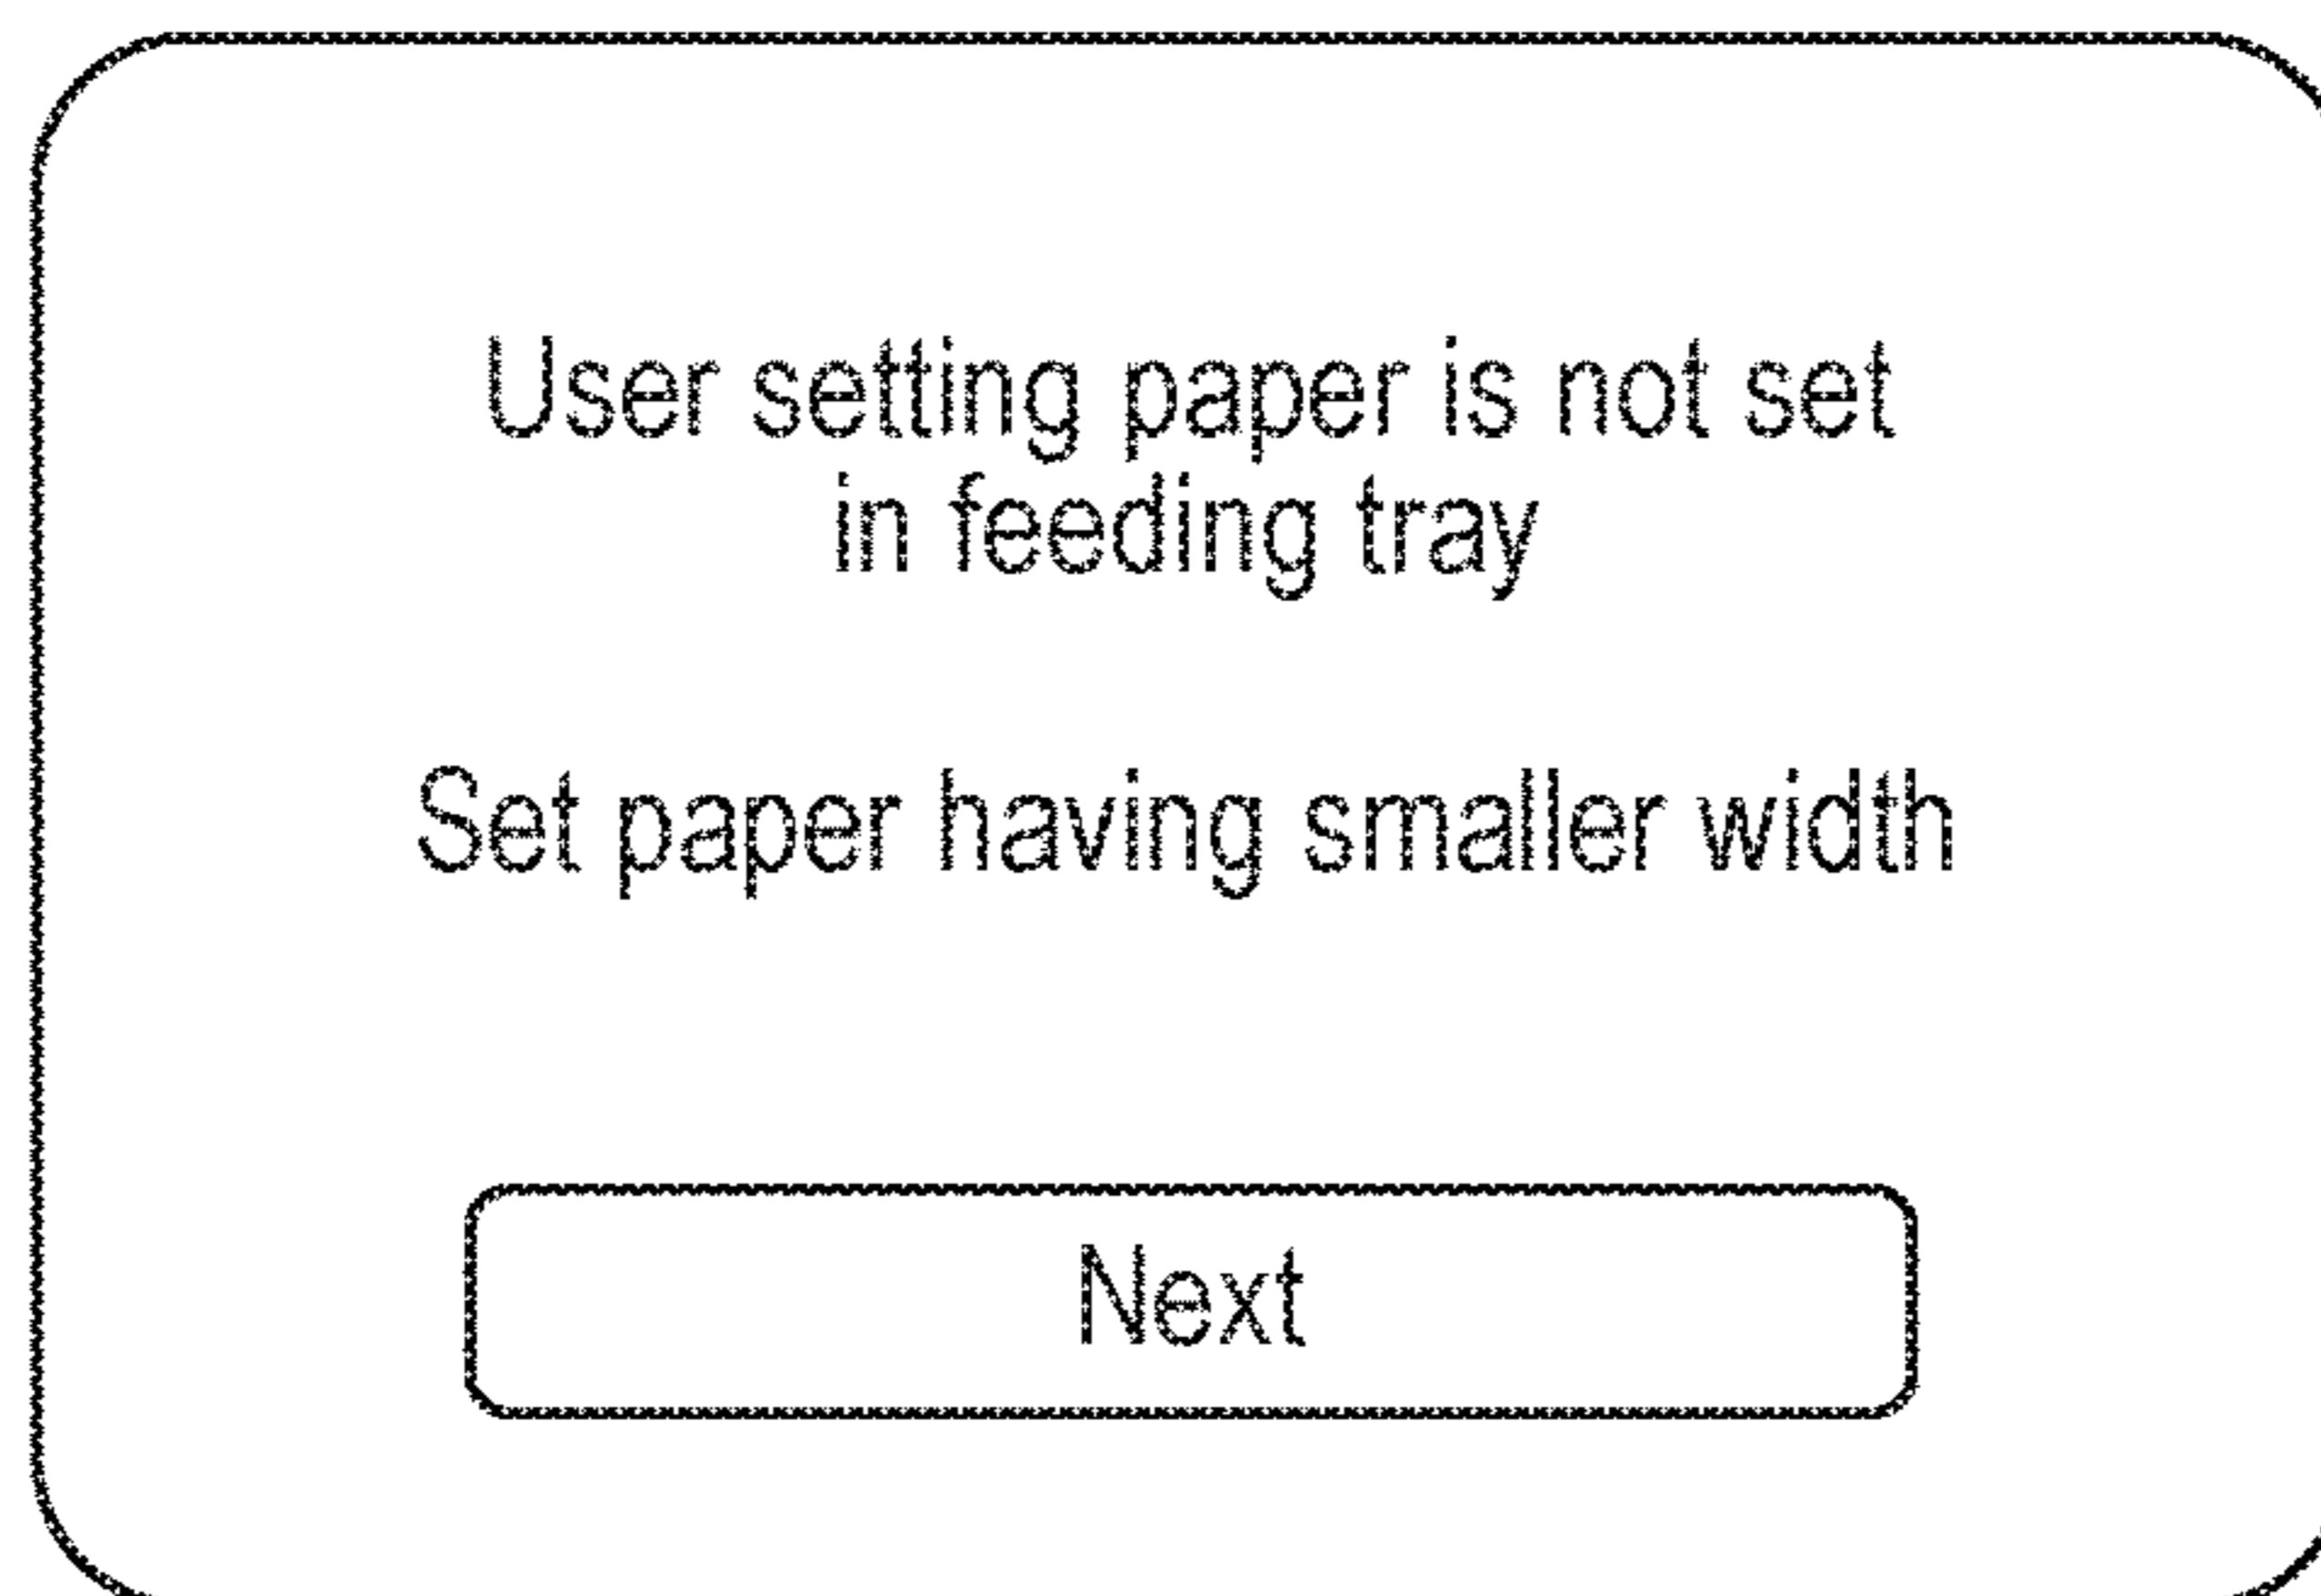 User setting paper is not set
in feeding tray
Set paper having smaller width
Next